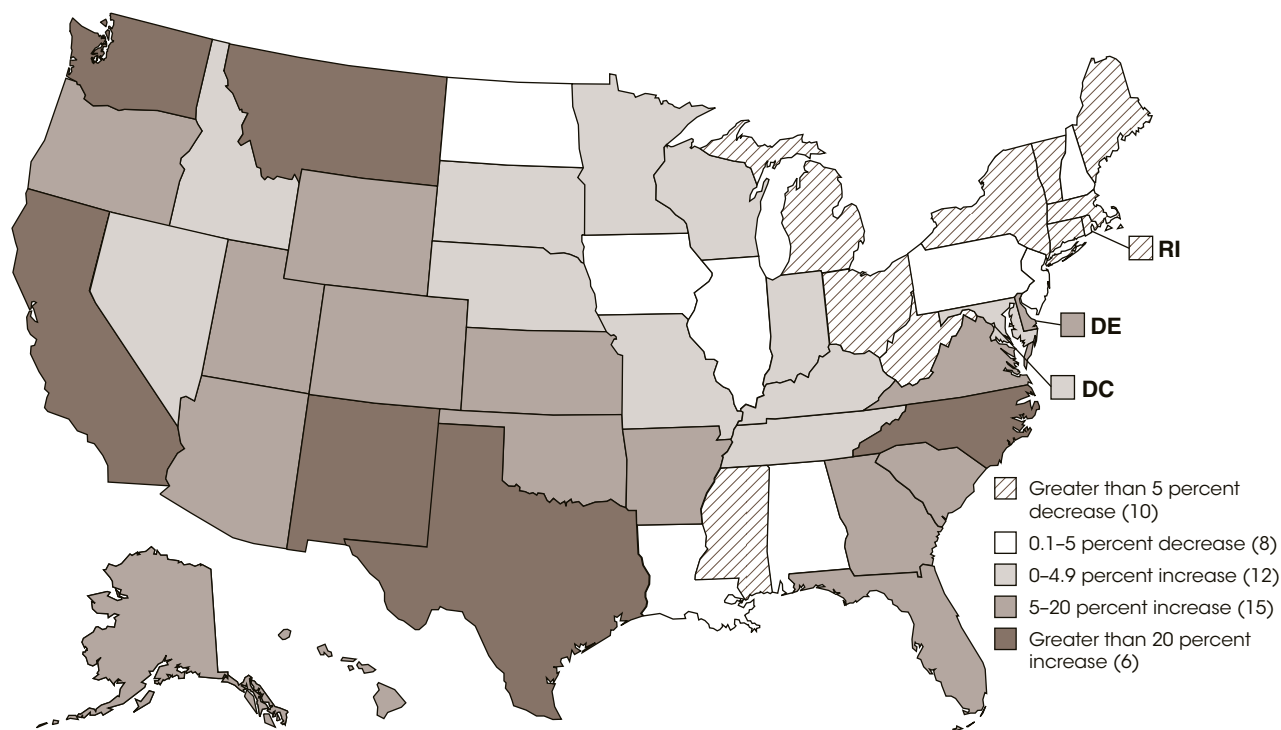 RI
DE
DC
Greater than 5 percent
decrease (10)
0.1–5 percent decrease (8)
0–4.9 percent increase (12)
5–20 percent increase (15)
Greater than 20 percent
increase (6)